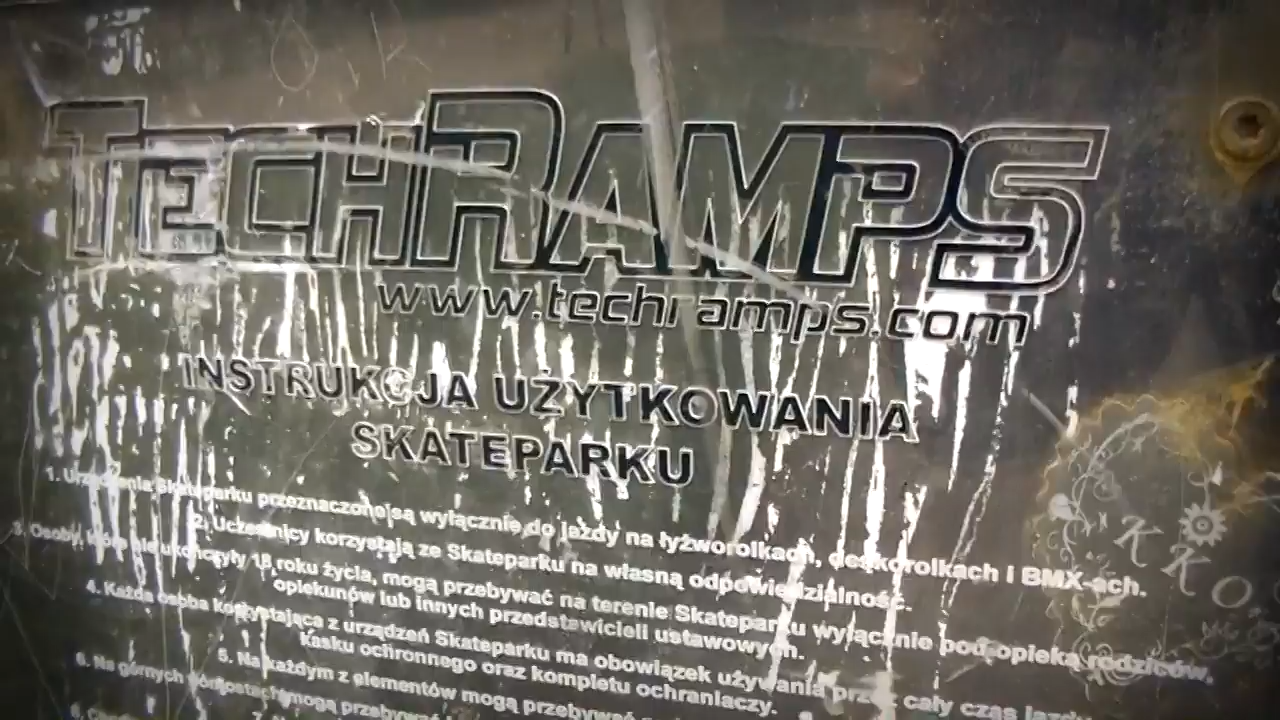 TECHRAMPS
www.techramps.com
INSTRUKCJA UŻYTKOWANIA
SKATEPARKU
1. Urządzenia Skateparku przeznaczone są wyłącznie do jazdy na łyżworolkach, deskorolkach i BMX-ach.
2. Uczestnicy korzystają ze Skateparku na własną odpowiedzialność.
3. Osoby, które nie ukończyły 18 roku życia, mogą przebywać na terenie Skateparku wyłącznie pod opieką rodziców,
opiekunów lub innych przedstawicieli ustawowych.
4. Każda osoba korzystająca z urządzeń Skateparku ma obowiązek używania przez cały czas jazdy
kasku ochronnego oraz kompletu ochraniaczy.
5. Na każdym z elementów mogą przebywać
6. Na górnych podestach mogą przebywać
KKO